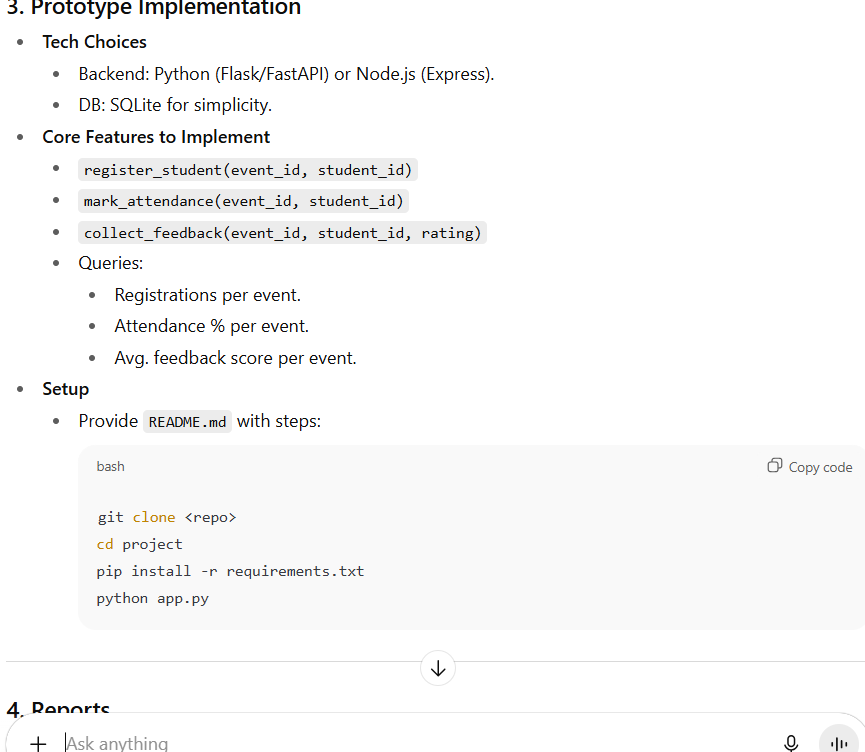 3. Prototype Implementation
Tech Choices
Backend: Python (Flask/FastAPI) or Node.js (Express).
DB: SQLite for simplicity.
Core Features to Implement
register_student(event_id, student_id)
mark_attendance(event_id, student_id)
collect_feedback(event_id, student_id, rating)
Queries:
Registrations per event.
Attendance % per event.
Avg. feedback score per event.
Setup
Provide README.md with steps:
bash
Copy code
git clone <repo>
cd project
pip install -r requirements.txt
python app.py
4. Reports
Ask anything